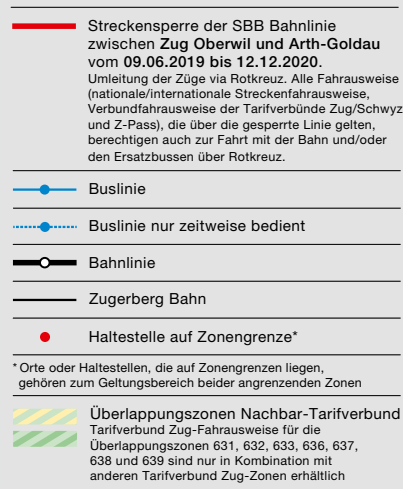 Streckensperre der SBB Bahnlinie
zwischen Zug Oberwil und Arth-Goldau
vom 09.06.2019 bis 12.12.2020.
Umleitung der Züge via Rotkreuz. Alle Fahrausweise
(nationale/internationale Streckenfahrausweise,
Verbundfahrausweise der Tarifverbünde Zug/Schwyz
und Z-Pass), die über die gesperrte Linie gelten,
berechtigen auch zur Fahrt mit der Bahn und/oder
den Ersatzbussen über Rotkreuz.
Buslinie
Buslinie nur zeitweise bedient
Bahnlinie
Zugerberg Bahn
Haltestelle auf Zonengrenze*
* Orte oder Haltestellen, die auf Zonengrenzen liegen,
gehören zum Geltungsbereich beider angrenzenden Zonen
Überlappungszonen Nachbar-Tarifverbund
Tarifverbund Zug-Fahrausweise für die
Überlappungszonen 631, 632, 633, 636, 637,
638 und 639 sind nur in Kombination mit
anderen Tarifverbund Zug-Zonen erhältlich